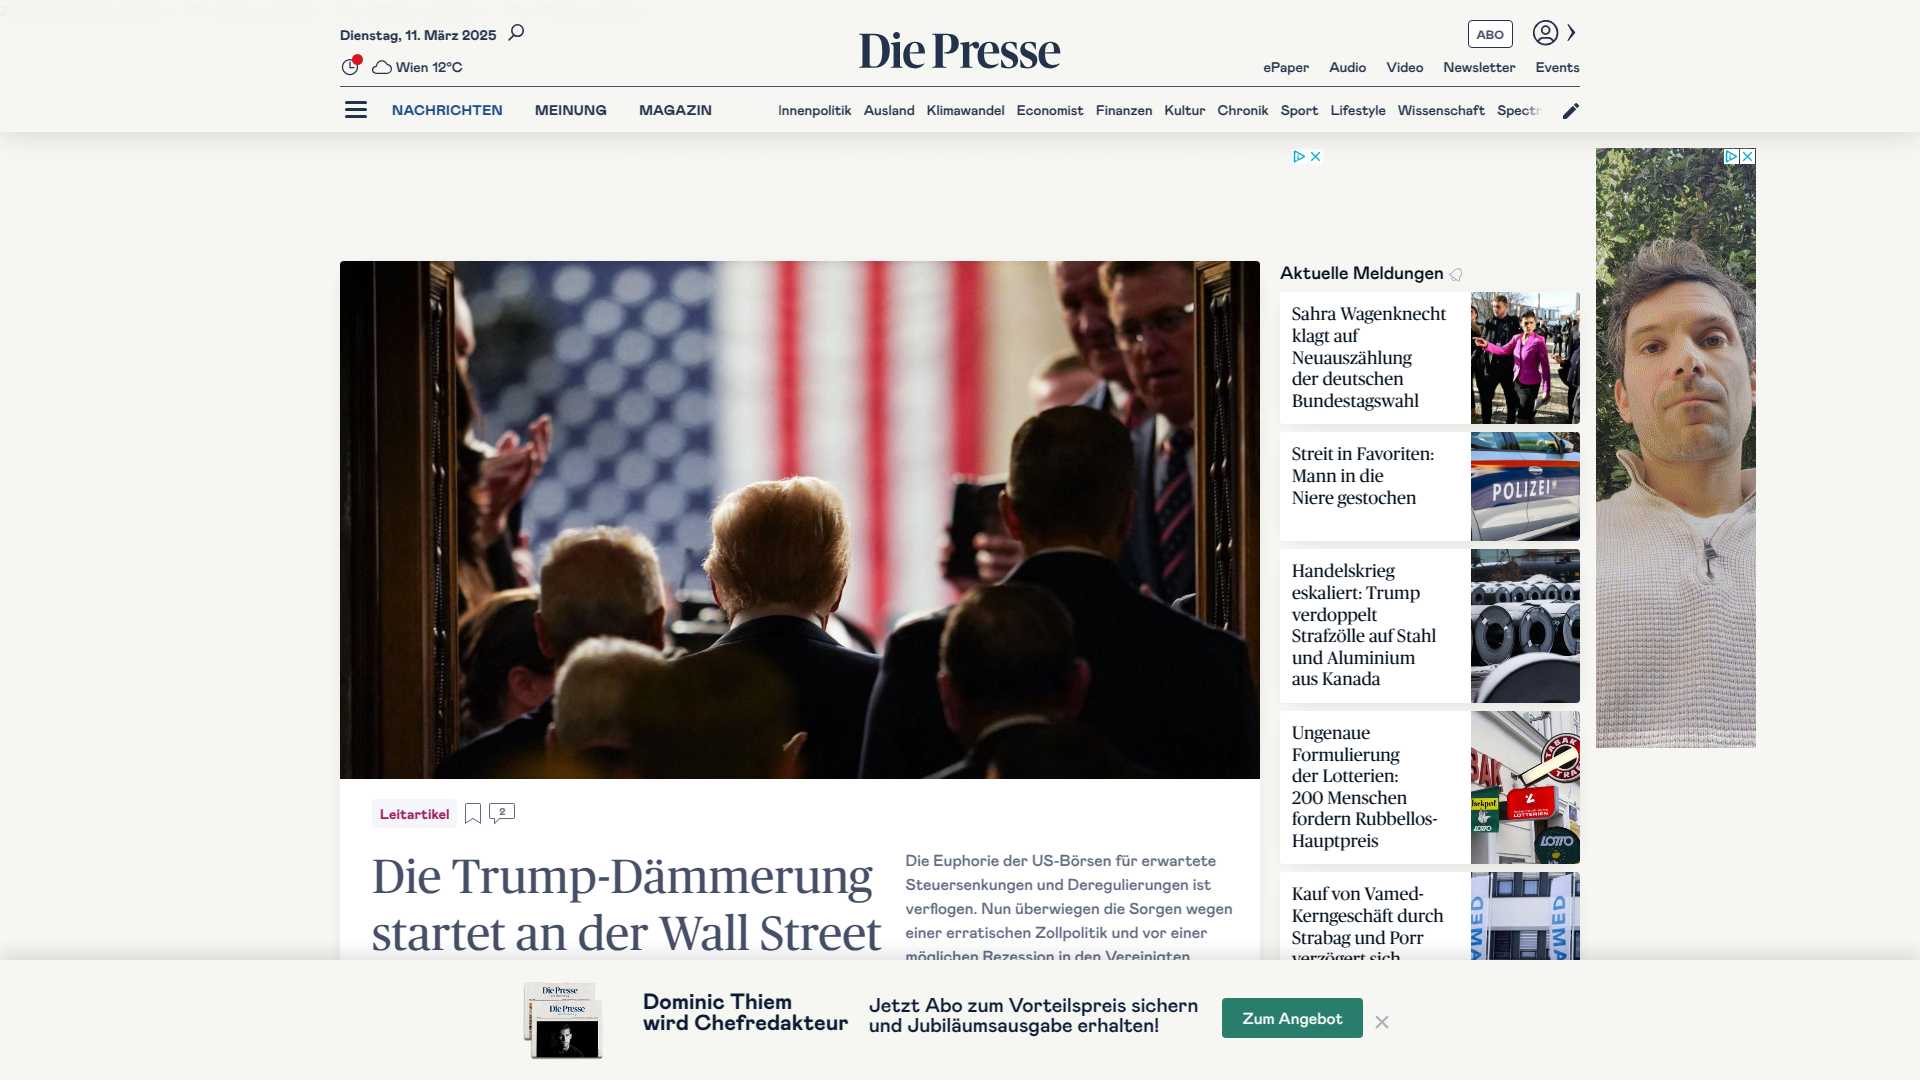 Dienstag, 11. März 2025
Die Presse
ABO
Wien 12°C
ePaper Audio Video Newsletter Events
NACHRICHTEN MEINUNG MAGAZIN
Innenpolitik Ausland Klimawandel Economist Finanzen Kultur Chronik Sport Lifestyle Wissenschaft Spectr
Aktuelle Meldungen
Sahra Wagenknecht
klagt auf
Neuauszählung
der deutschen
Bundestagswahl
Streit in Favoriten:
Mann in die
Niere gestochen
POLIZEI
Handelskrieg
eskaliert: Trump
verdoppelt
Strafzölle auf Stahl
und Aluminium
aus Kanada
Ungenaue
Formulierung
der Lotterien:
200 Menschen
fordern Rubbellos-
Hauptpreis
LOTTO
Kauf von Vamed-
Kerngeschäft durch
Strabag und Porr
verzögert sich
Leitartikel
2
Die Trump-Dämmerung
startet an der Wall Street
Die Euphorie der US-Börsen für erwartete
Steuersenkungen und Deregulierungen ist
verflogen. Nun überwiegen die Sorgen wegen
einer erratischen Zollpolitik und vor einer
möglichen Rezession in den Vereinigten
Die Presse
Die Presse
Dominic Thiem
wird Chefredakteur
Jetzt Abo zum Vorteilspreis sichern
und Jubiläumsausgabe erhalten!
Zum Angebot